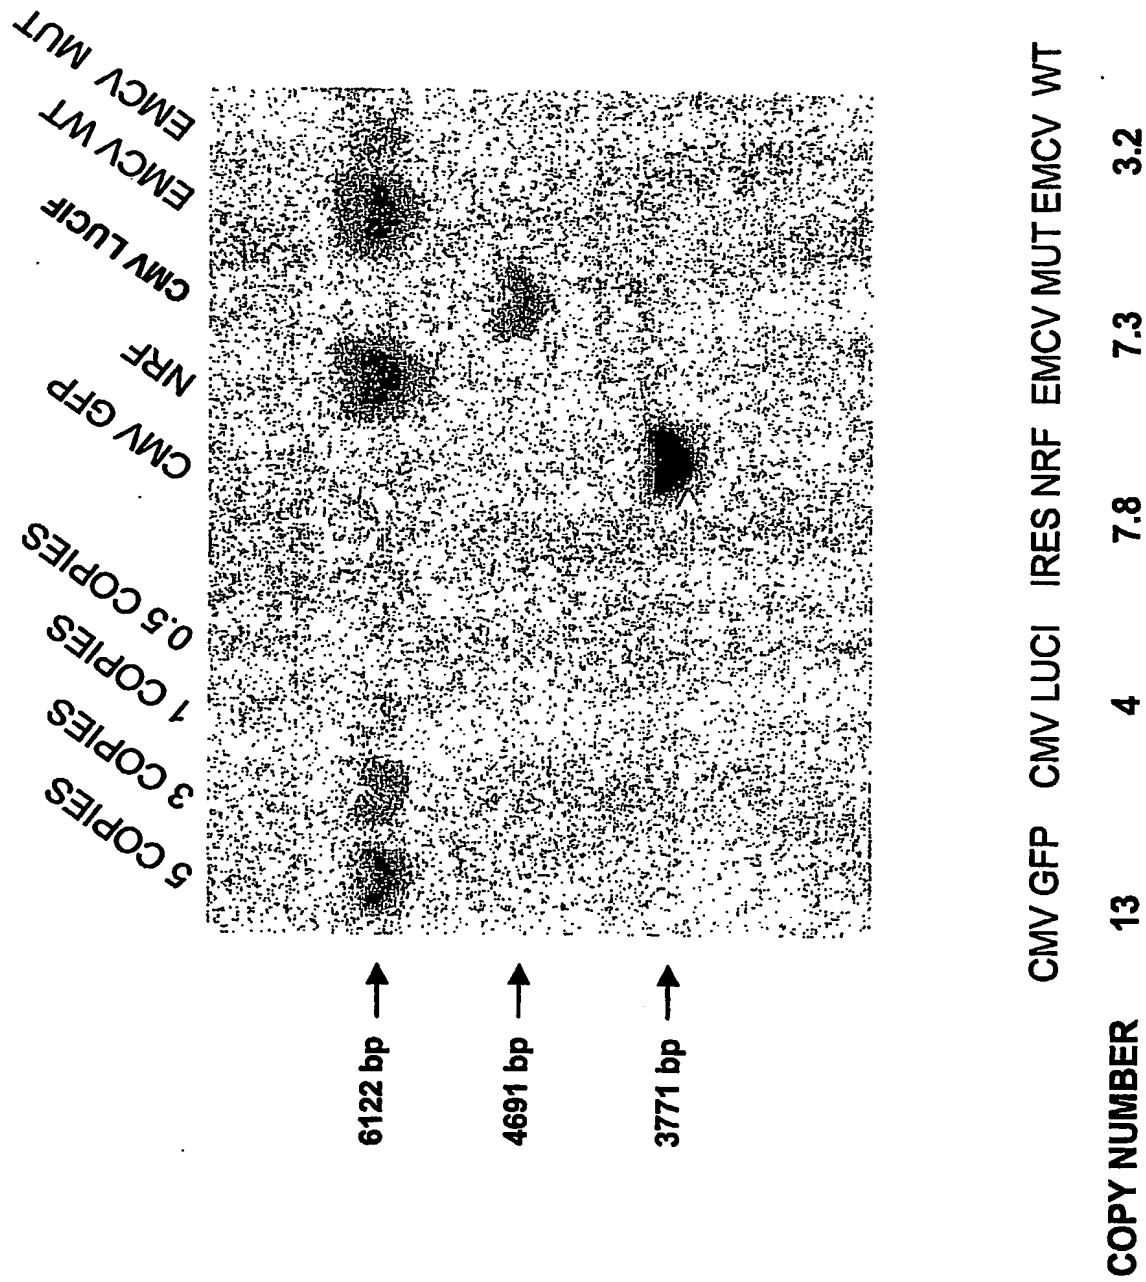 5 COPIES
3 COPIES
1 COPIES
0.5 COPIES
CMV GFP
NRF
CMV LUCIF
EMCV WT
EMCV MUT
6122 bp
4691 bp
3771 bp
CMV GFP CMV LUCI IRES NRF EMCV MUT EMCV WT
COPY NUMBER 13 4 7.8 7.3 3.2